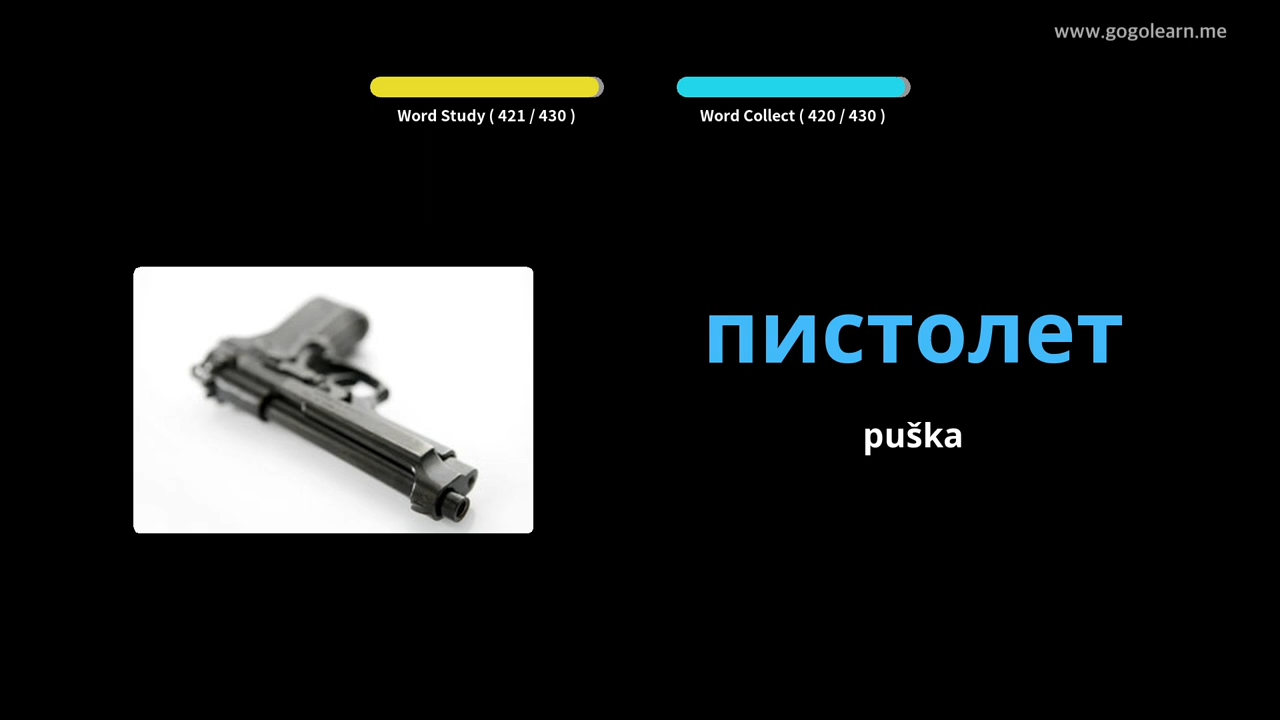 www.gogolearn.me
Word Study ( 421 / 430 )
Word Collect ( 420 / 430 )
пистолет
puška